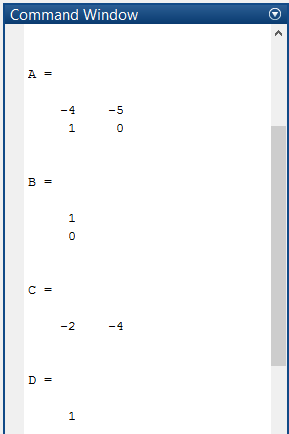 Command Window
A =
-4 -5
1 0
B =
1
0
C =
-2 -4
D =
1